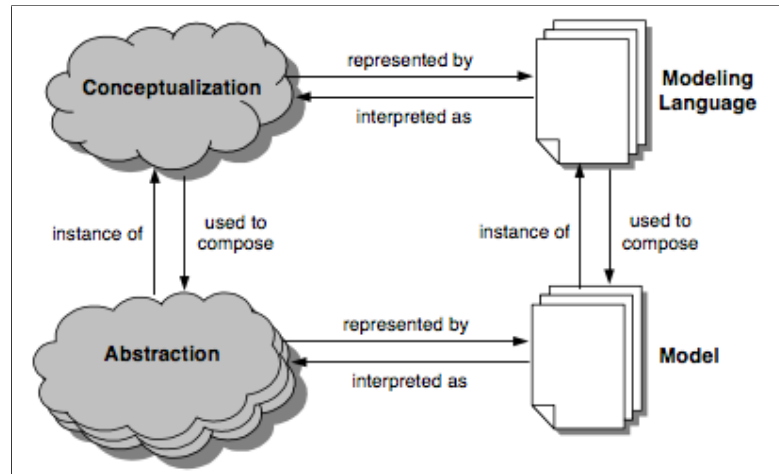 represented by
Conceptualization
Modeling
Language
interpreted as
instance of
used to
compose
instance of
used to
compose
represented by
Abstraction
Model
interpreted as